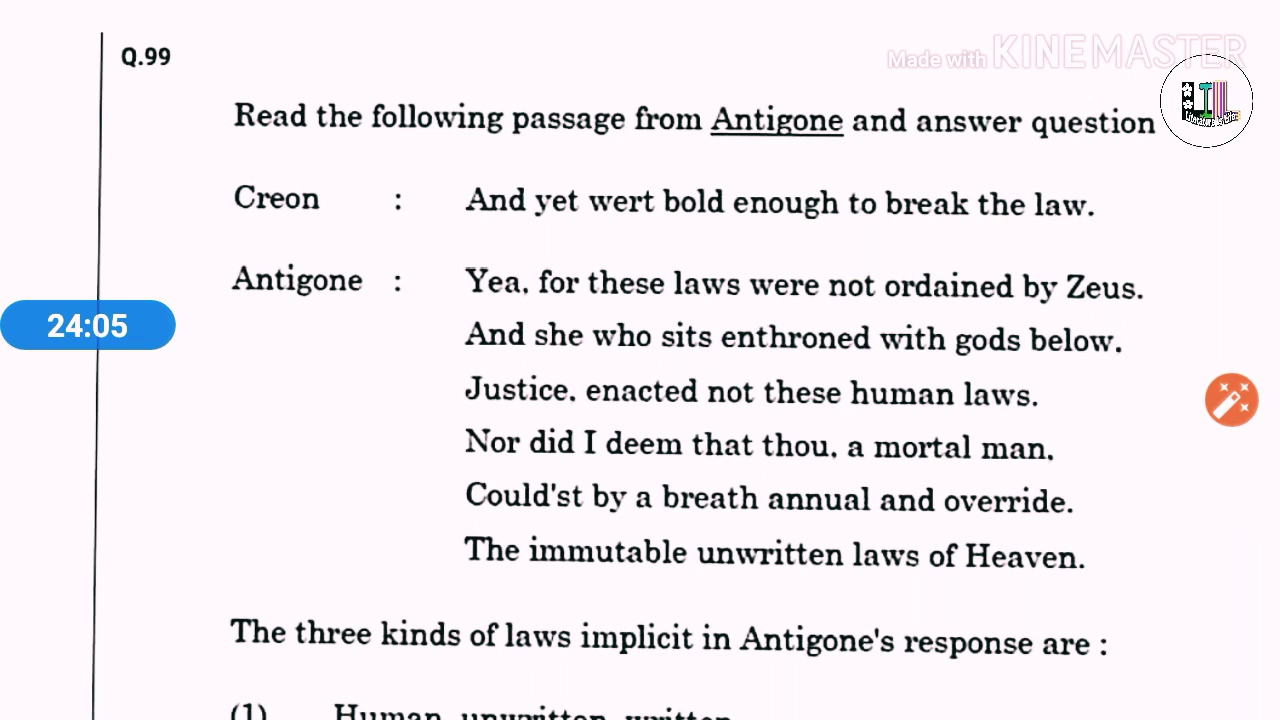 Q.99
Made with KINEMASTER
Read the following passage from Antigone and answer question
Creon : And yet wert bold enough to break the law.
Antigone : Yea, for these laws were not ordained by Zeus.
24:05
And she who sits enthroned with gods below.
Justice. enacted not these human laws.
Nor did I deem that thou. a mortal man.
Could'st by a breath annual and override.
The immutable unwritten laws of Heaven.
The three kinds of laws implicit in Antigone's response are :
(1) Human, unwritten, written